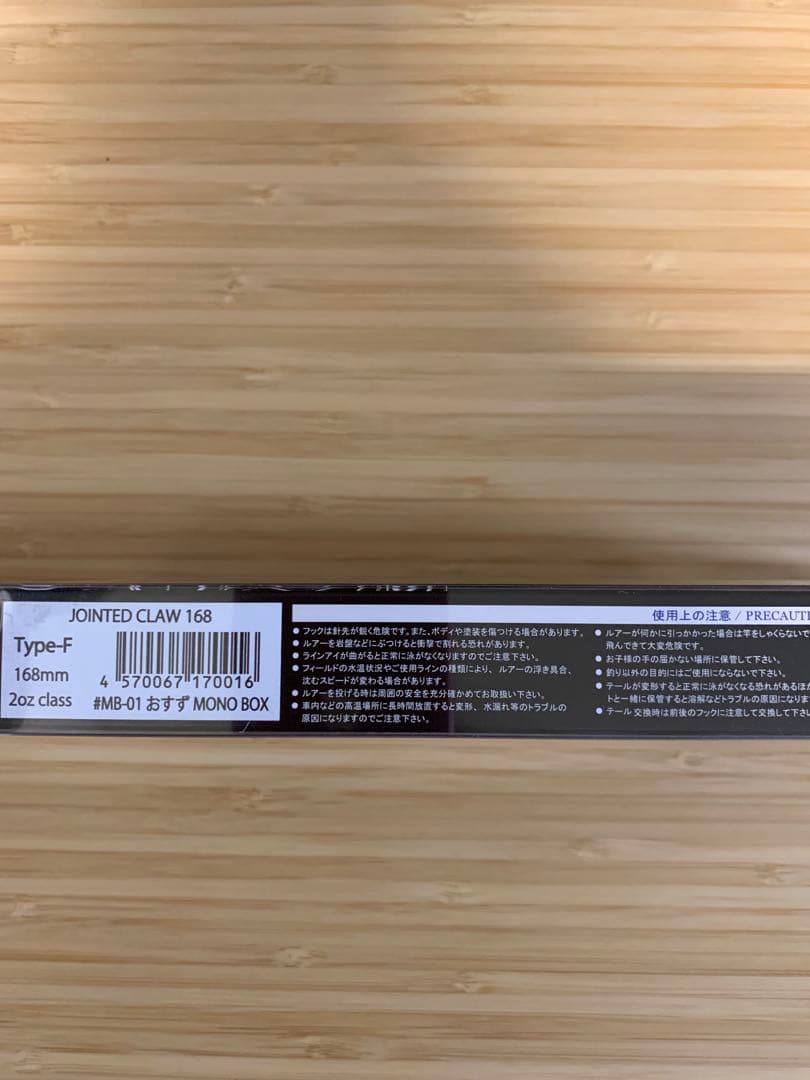 JOINTED CLAW 168
Type-F
168mm
2oz class
4 570067 170016
#MB-01 おすず MONO BOX
使用上の注意 / PRECAUTI
● フックは針先が鋭く危険です。また、ボディや塗装を傷つける場合があります。
● ルアーを岩盤などにぶつけると衝撃で割れる恐れがあります。
● ラインアイが曲がると正常に泳がなくなりますのでご注意下さい。
● フィールドの水温状況やご使用ラインの種類により、ルアーの浮き具合、
沈むスピードが変わる場合があります。
● ルアーを投げる時は周囲の安全を充分確かめてお取扱い下さい。
● 車内などの高温場所に長時間放置すると変形、水漏れ等のトラブルの
原因になりますのでご注意下さい。
● ルアーが何かに引っかかった場合は竿をしゃくらないで
飛んできて大変危険です。
● お子様の手の届かない場所に保管して下さい。
● 釣り以外の目的にはご使用にならないで下さい。
● テールが変形すると正常に泳がなくなる恐れがあるほか
トと一緒に保管すると溶解などトラブルの原因になりま
● テール交換時は前後のフックに注意して交換して下さい